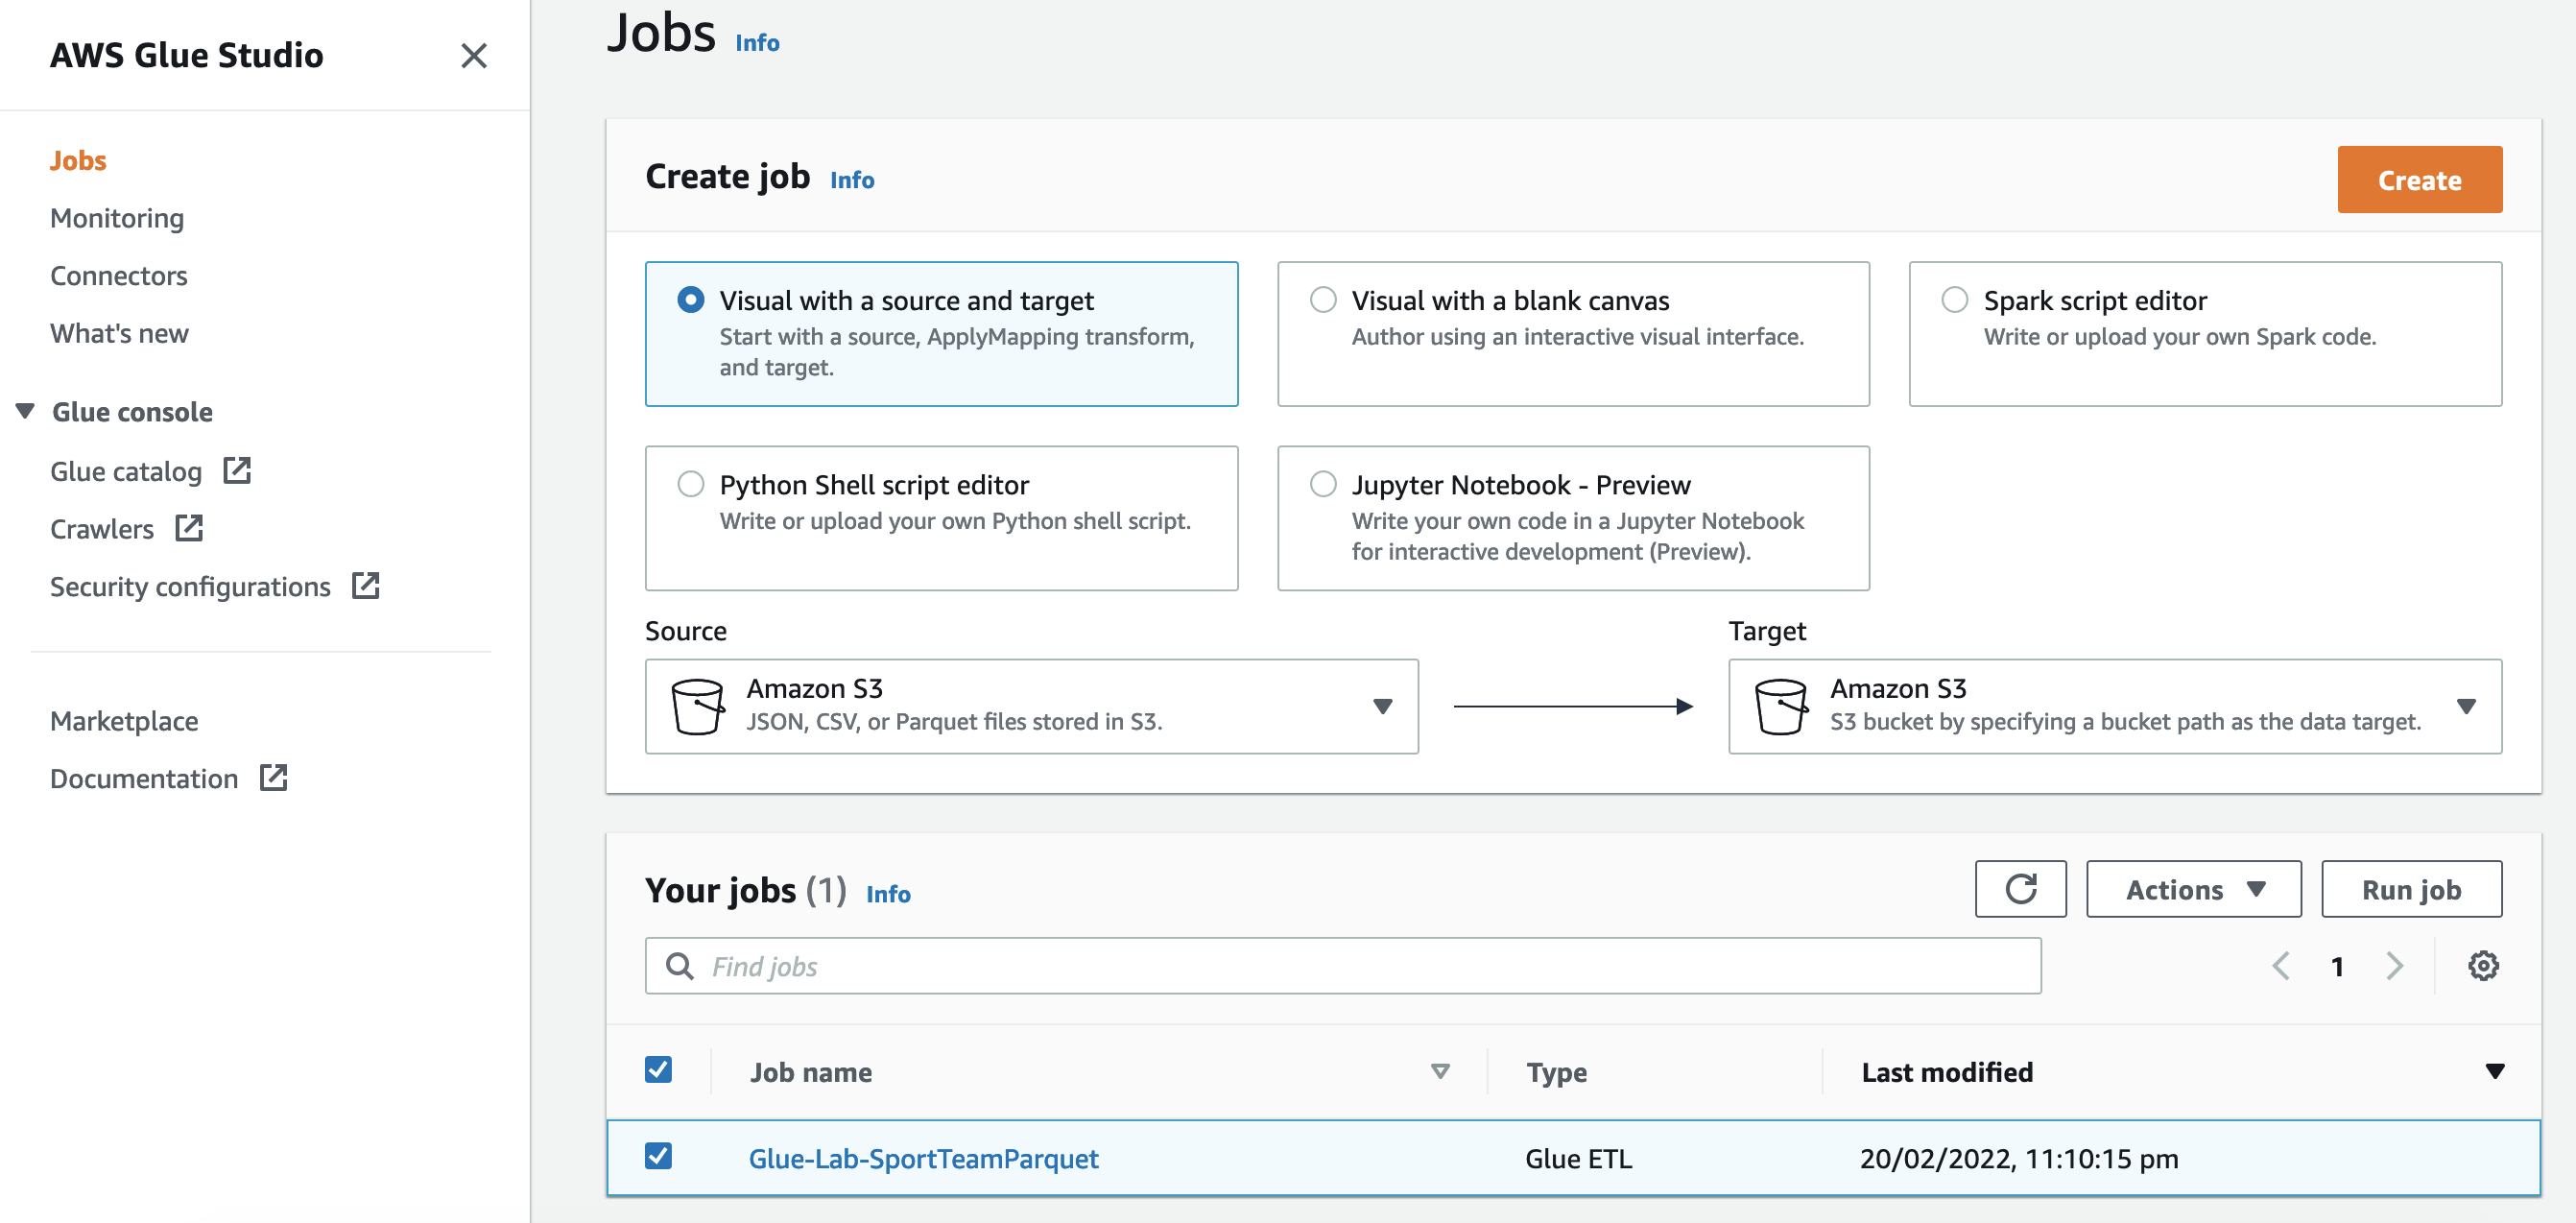 AWS Glue Studio
Jobs
Monitoring
Connectors
What's new
Glue console
Glue catalog
Crawlers
Security configurations
Marketplace
Documentation
Jobs Info
Create job Info
Create
Visual with a source and target
Start with a source, ApplyMapping transform,
and target.
Visual with a blank canvas
Author using an interactive visual interface.
Spark script editor
Write or upload your own Spark code.
Python Shell script editor
Write or upload your own Python shell script.
Jupyter Notebook - Preview
Write your own code in a Jupyter Notebook
for interactive development (Preview).
Source
Amazon S3
JSON, CSV, or Parquet files stored in S3.
Target
Amazon S3
S3 bucket by specifying a bucket path as the data target.
Your jobs (1) Info
Actions
Run job
Find jobs
1
Job name Type Last modified
Glue-Lab-SportTeamParquet Glue ETL 20/02/2022, 11:10:15 pm